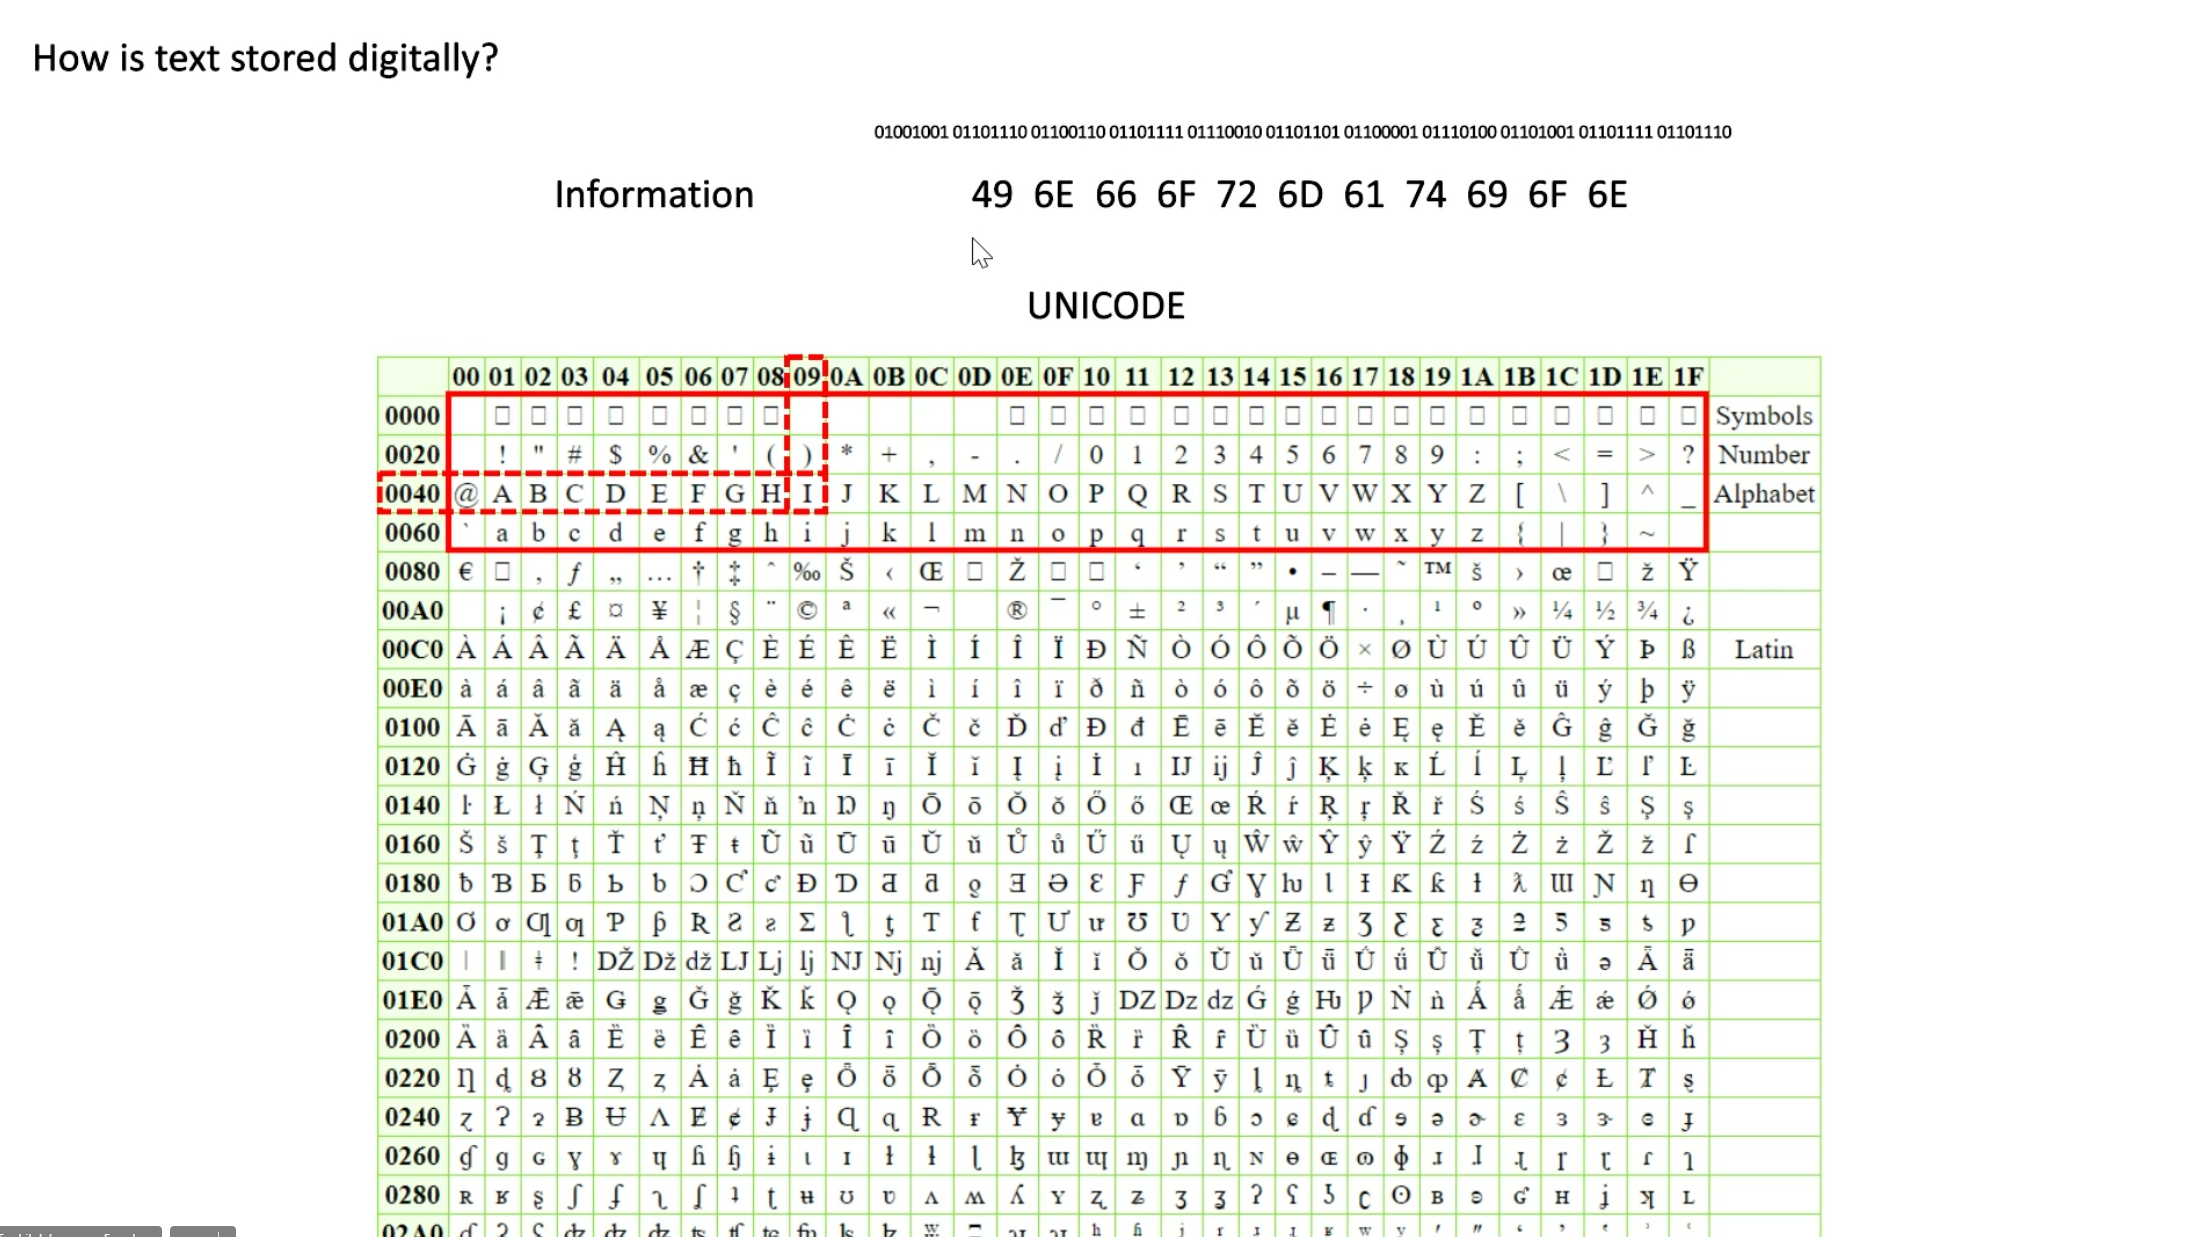 How is text stored digitally?
01001001 01101110 01100110 01101111 01110010 01101101 01100001 01110100 01101001 01101111 01101110
Information 49 6E 66 6F 72 6D 61 74 69 6F 6E
UNICODE
00 01 02 03 04 05 06 07 08 09 0A 0B 0C 0D 0E 0F 10 11 12 13 14 15 16 17 18 19 1A 1B 1C 1D 1E 1F
0000 Symbols
0020 ! " # $ % & ' ( ) * + , - . / 0 1 2 3 4 5 6 7 8 9 : ; < = > ? Number
0040 @ A B C D E F G H I J K L M N O P Q R S T U V W X Y Z [ \ ] ^ _ Alphabet
0060 ` a b c d e f g h i j k l m n o p q r s t u v w x y z { | } ~
0080 € ‚ ƒ „ … † ‡ ˆ ‰ Š ‹ Œ Ž ‘ ’ “ ” • – — ˜ ™ š › œ ž Ÿ
00A0 ¡ ¢ £ ¤ ¥ ¦ § ¨ © ª « ¬ ® ¯ ° ± ² ³ ´ µ ¶ · ¸ ¹ º » ¼ ½ ¾ ¿
00C0 À Á Â Ã Ä Å Æ Ç È É Ê Ë Ì Í Î Ï Ð Ñ Ò Ó Ô Õ Ö × Ø Ù Ú Û Ü Ý Þ ß Latin
00E0 à á â ã ä å æ ç è é ê ë ì í î ï ð ñ ò ó ô õ ö ÷ ø ù ú û ü ý þ ÿ
0100 Ā ā Ă ă Ą ą Ć ć Ĉ ĉ Ċ ċ Č č Ď ď Đ đ Ē ē Ĕ ĕ Ė ė Ę ę Ě ě Ĝ ĝ Ğ ğ
0120 Ġ ġ Ģ ģ Ĥ ĥ Ħ ħ Ĩ ĩ Ī ī Ĭ ĭ Į į İ ı Ĳ ĳ Ĵ ĵ Ķ ķ ĸ Ĺ ĺ Ļ ļ Ľ ľ Ŀ
0140 ŀ Ł ł Ń ń Ņ ņ Ň ň ŉ Ŋ ŋ Ō ō Ŏ ŏ Ő ő Œ œ Ŕ ŕ Ŗ ŗ Ř ř Ś ś Ŝ ŝ Ş ş
0160 Š š Ţ ţ Ť ť Ŧ ŧ Ũ ũ Ū ū Ŭ ŭ Ů ů Ű ű Ų ų Ŵ ŵ Ŷ ŷ Ÿ Ź ź Ż ż Ž ž ſ
0180 ƀ Ɓ Ƃ ƃ Ƅ ƅ Ɔ Ƈ ƈ Ɖ Ɗ Ƌ ƌ ƍ Ǝ Ə Ɛ Ƒ ƒ Ɠ Ɣ ƕ Ɩ Ɨ Ƙ ƙ ƚ ƛ Ɯ Ɲ ƞ Ɵ
01A0 Ơ ơ Ƣ ƣ Ƥ ƥ Ʀ Ƨ ƨ Ʃ ƪ ƫ Ƭ ƭ Ʈ Ư ư Ʊ Ʋ Ƴ ƴ Ƶ ƶ Ʒ Ƹ ƹ ƺ ƻ Ƽ ƽ ƾ ƿ
01C0 ǀ ǁ ǂ ǃ Ǆ ǅ ǆ Ǉ ǈ ǉ Ǌ ǋ ǌ Ǎ ǎ Ǐ ǐ Ǒ ǒ Ǔ ǔ Ǖ ǖ Ǘ ǘ Ǚ ǚ Ǜ ǜ ǝ Ǟ ǟ
01E0 Ǡ ǡ Ǣ ǣ Ǥ ǥ Ǧ ǧ Ǩ ǩ Ǫ ǫ Ǭ ǭ Ǯ ǯ ǰ Ǳ ǲ ǳ Ǵ ǵ Ƕ Ƿ Ǹ ǹ Ǻ ǻ Ǽ ǽ Ǿ ǿ
0200 Ȁ ȁ Ȃ ȃ Ȅ ȅ Ȇ ȇ Ȉ ȉ Ȋ ȋ Ȍ ȍ Ȏ ȏ Ȑ ȑ Ȓ ȓ Ȕ ȕ Ȗ ȗ Ș ș Ț ț Ȝ ȝ Ȟ ȟ
0220 Ƞ ȡ Ȣ ȣ Ȥ ȥ Ȧ ȧ Ȩ ȩ Ȫ ȫ Ȭ ȭ Ȯ ȯ Ȱ ȱ Ȳ ȳ ȴ ȵ ȶ ȷ ȸ ȹ Ⱥ Ȼ ȼ Ƚ Ⱦ ȿ
0240 ɀ Ɂ ɂ Ƀ Ʉ Ʌ Ɇ ɇ Ɉ ɉ Ɋ ɋ Ɍ ɍ Ɏ ɏ ɐ ɑ ɒ ɓ ɔ ɕ ɖ ɗ ɘ ə ɚ ɛ ɜ ɝ ɞ ɟ
0260 ɠ ɡ ɢ ɣ ɤ ɥ ɦ ɧ ɨ ɩ ɪ ɫ ɬ ɭ ɮ ɯ ɰ ɱ ɲ ɳ ɴ ɵ ɶ ɷ ɸ ɹ ɺ ɻ ɼ ɽ ɾ ɿ
0280 ʀ ʁ ʂ ʃ ʄ ʅ ʆ ʇ ʈ ʉ ʊ ʋ ʌ ʍ ʎ ʏ ʐ ʑ ʒ ʓ ʔ ʕ ʖ ʗ ʘ ʙ ʚ ʛ ʜ ʝ ʞ ʟ
02A0